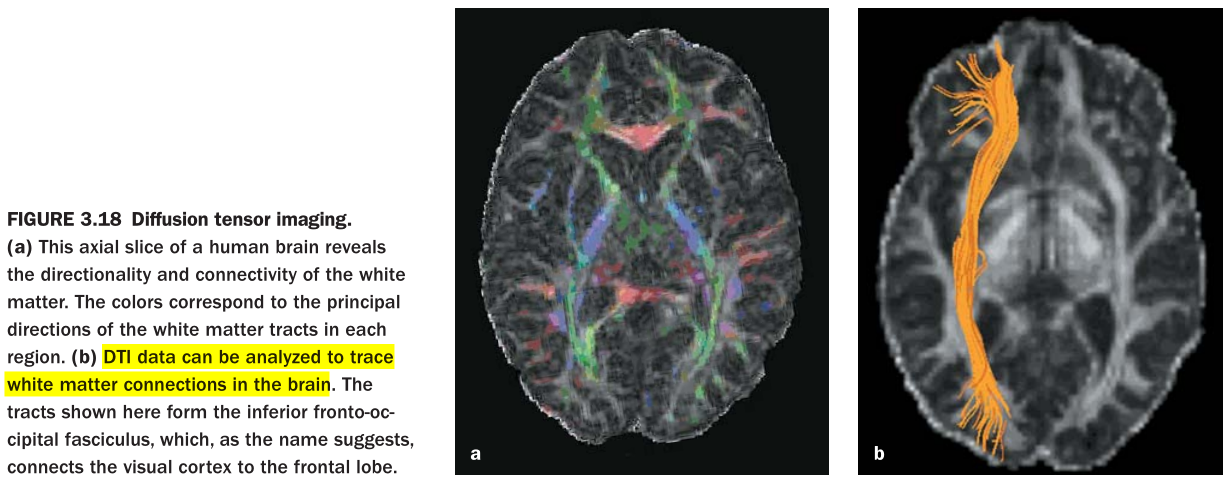 FIGURE 3.18 Diffusion tensor imaging.
(a) This axial slice of a human brain reveals
the directionality and connectivity of the white
matter. The colors correspond to the principal
directions of the white matter tracts in each
region. (b) DTI data can be analyzed to trace
white matter connections in the brain. The
tracts shown here form the inferior fronto-oc-
cipital fasciculus, which, as the name suggests,
connects the visual cortex to the frontal lobe.
a
b